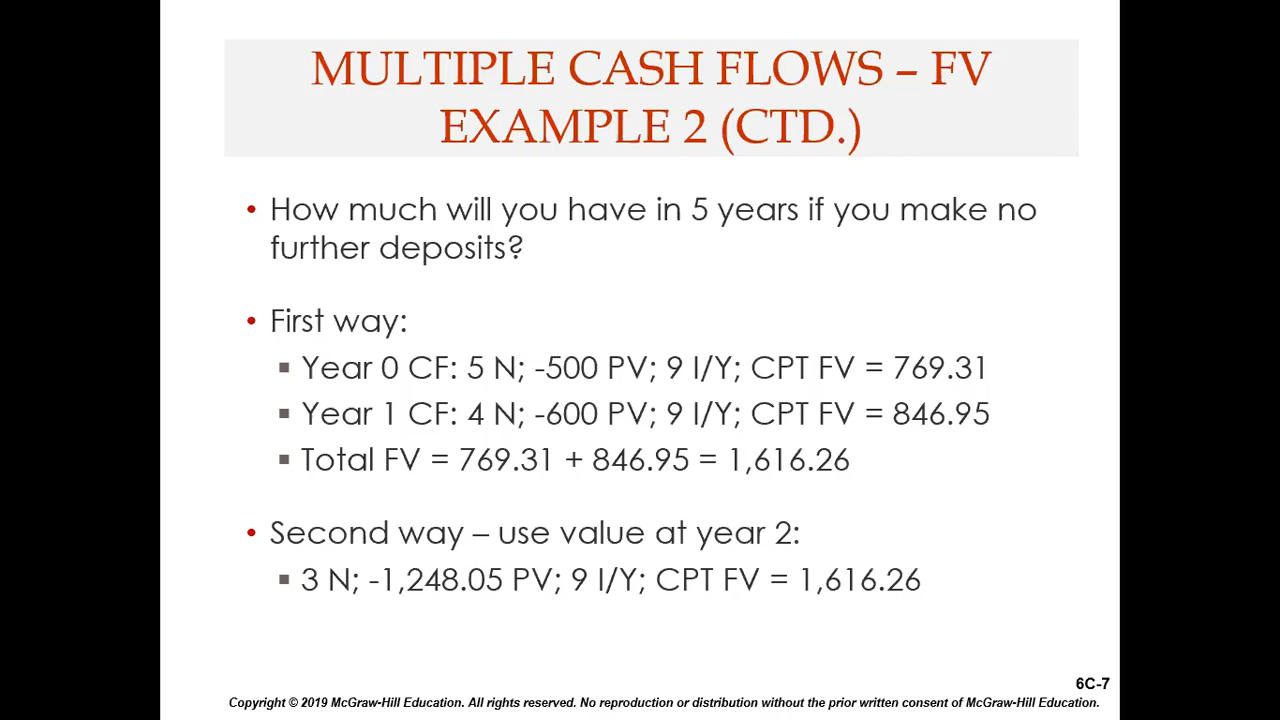 MULTIPLE CASH FLOWS – FV
EXAMPLE 2 (CTD.)
• How much will you have in 5 years if you make no
further deposits?
• First way:
▪ Year 0 CF: 5 N; -500 PV; 9 I/Y; CPT FV = 769.31
▪ Year 1 CF: 4 N; -600 PV; 9 I/Y; CPT FV = 846.95
▪ Total FV = 769.31 + 846.95 = 1,616.26
• Second way – use value at year 2:
▪ 3 N; -1,248.05 PV; 9 I/Y; CPT FV = 1,616.26
6C-7
Copyright © 2019 McGraw-Hill Education. All rights reserved. No reproduction or distribution without the prior written consent of McGraw-Hill Education.